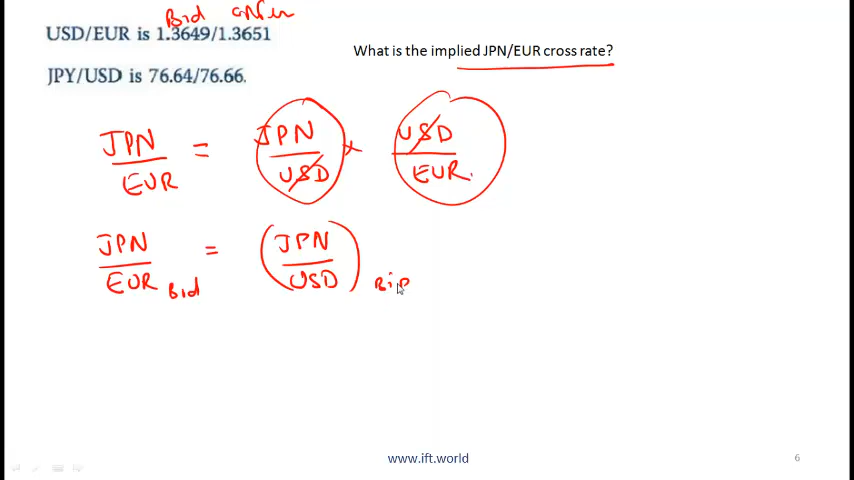 Bid offer
USD/EUR is 1.3649/1.3651
What is the implied JPN/EUR cross rate?
JPY/USD is 76.64/76.66.
JPN/EUR = JPN/USD × USD/EUR.
JPN/EUR Bid = (JPN/USD) Bid
www.ift.world
6